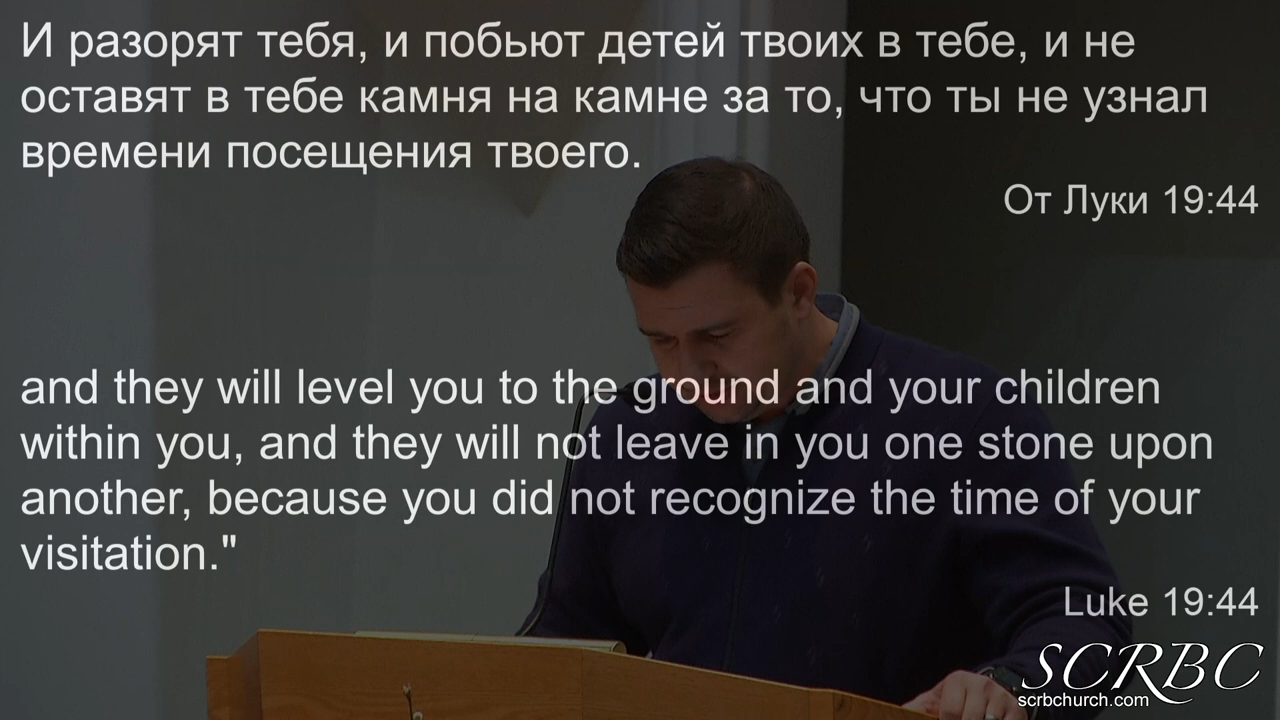 И разорят тебя, и побьют детей твоих в тебе, и не
оставят в тебе камня на камне за то, что ты не узнал
времени посещения твоего.
От Луки 19:44
and they will level you to the ground and your children
within you, and they will not leave in you one stone upon
another, because you did not recognize the time of your
visitation."
Luke 19:44
SCRBC
scrbchurch.com